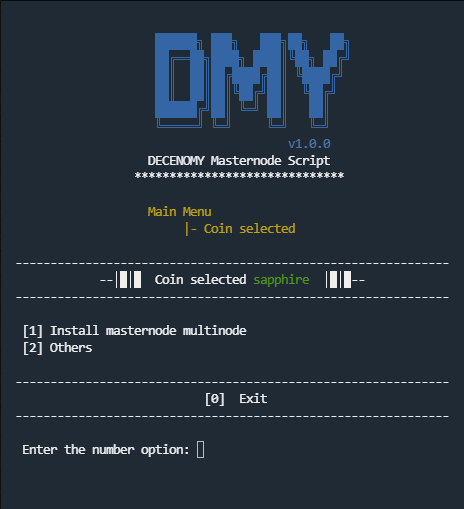 DMY
v1.0.0
DECENOMY Masternode Script
******************************
Main Menu
|- Coin selected
--------------------------------------------------------------
--|█|█ Coin selected sapphire |█|█--
--------------------------------------------------------------
[1] Install masternode multinode
[2] Others
--------------------------------------------------------------
[0] Exit
--------------------------------------------------------------
Enter the number option: